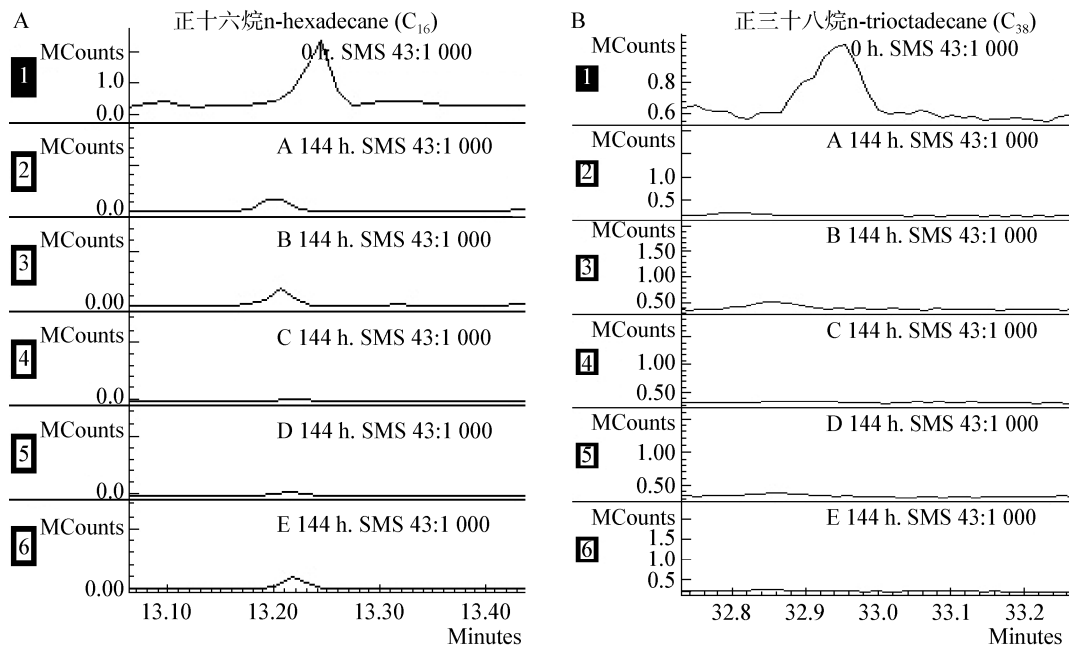 A 正十六烷n-hexadecane (C16)
1
MCounts
0 h. SMS 43:1 000
1.0
0.0
2
MCounts
A 144 h. SMS 43:1 000
0.0
3
MCounts
B 144 h. SMS 43:1 000
0.00
4
MCounts
C 144 h. SMS 43:1 000
0.0
5
MCounts
D 144 h. SMS 43:1 000
0.0
6
MCounts
E 144 h. SMS 43:1 000
0.00
13.10 13.20 13.30 13.40
Minutes
B 正三十八烷n-trioctadecane (C38)
1
MCounts
0 h. SMS 43:1 000
0.8
0.6
2
MCounts
A 144 h. SMS 43:1 000
1.0
0.5
3
MCounts
B 144 h. SMS 43:1 000
1.50
1.00
0.50
4
MCounts
C 144 h. SMS 43:1 000
1.00
0.50
5
MCounts
D 144 h. SMS 43:1 000
1.00
0.50
6
MCounts
E 144 h. SMS 43:1 000
1.5
1.0
0.5
32.8 32.9 33.0 33.1 33.2
Minutes